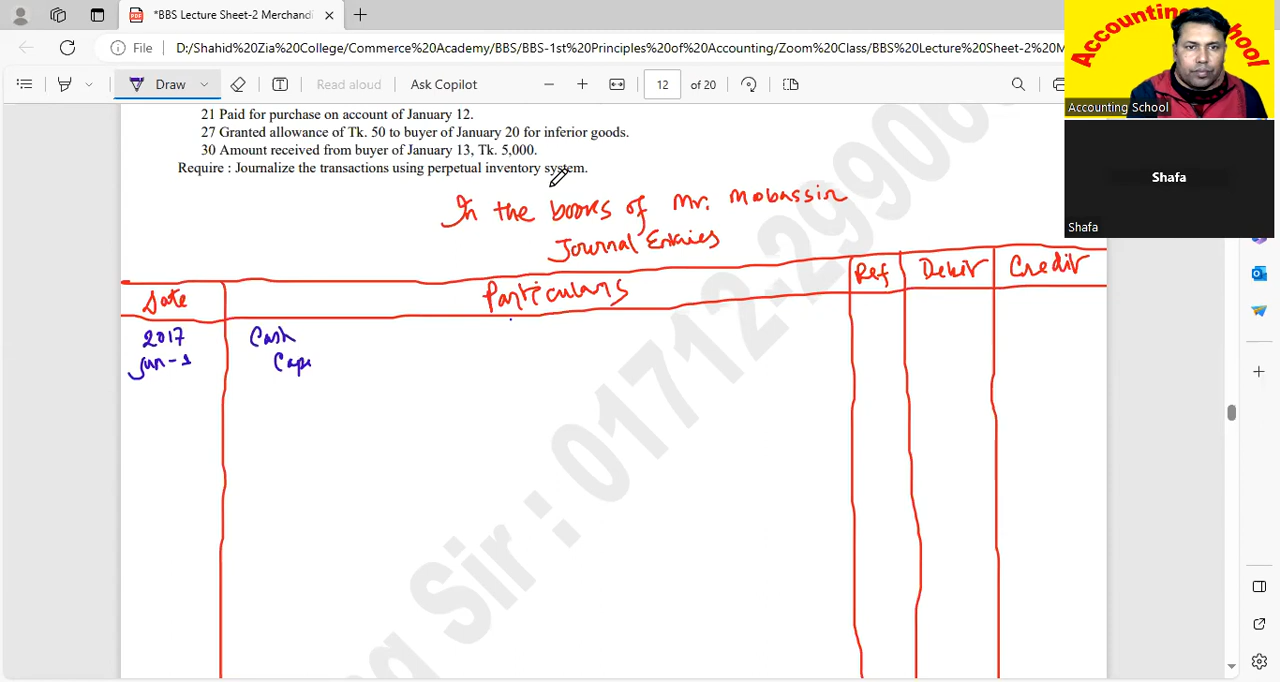 *BBS Lecture Sheet-2 Merchandi
File
D:/Shahid%20Zia%20College/Commerce%20Academy/BBS/BBS-1st%20Principles%20of%20Accounting/Zoom%20Class/BBS%20Lecture%20Sheet-2%20M
Draw
Read aloud
Ask Copilot
12
of 20
Accounting School
Accounting School
Shafa
Shafa
21 Paid for purchase on account of January 12.
27 Granted allowance of Tk. 50 to buyer of January 20 for inferior goods.
30 Amount received from buyer of January 13, Tk. 5,000.
Require : Journalize the transactions using perpetual inventory system.
In the books of Mr. Mobassir
Journal Entries
Date
Particulars
Ref
Debit
Credit
2017
Jan-1
Cash
Cap
Sir : 01712-2990